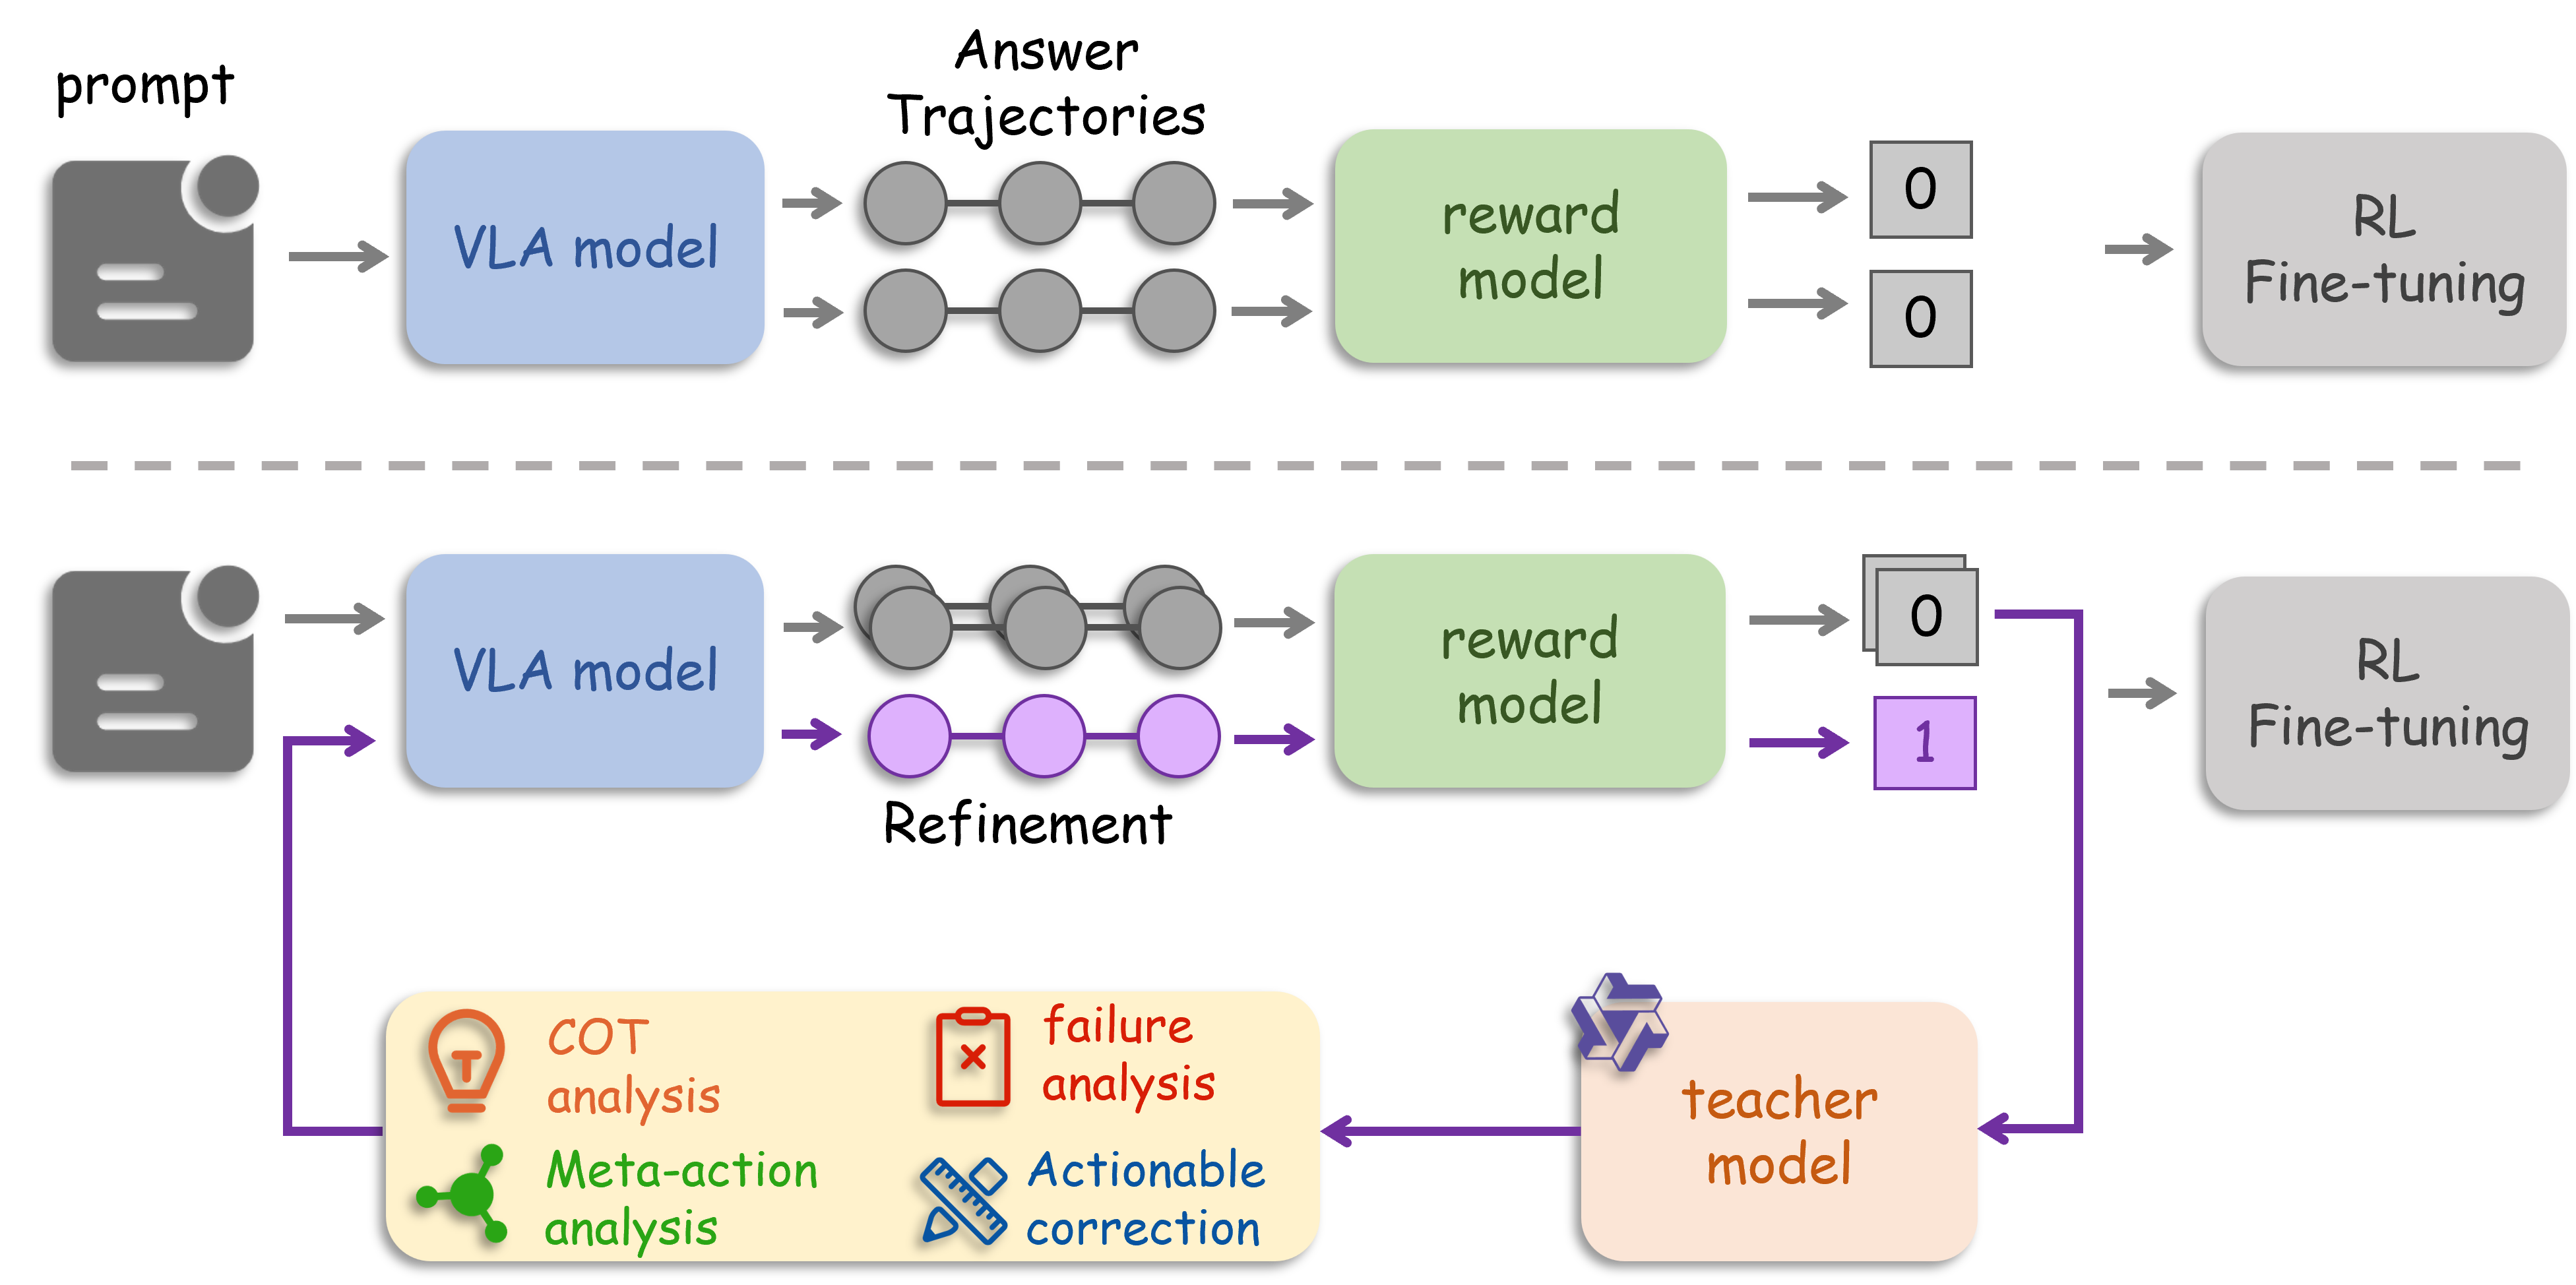 prompt
Answer
Trajectories
VLA model
reward
model
0
0
RL
Fine-tuning
VLA model
Refinement
reward
model
0
1
RL
Fine-tuning
COT
analysis
failure
analysis
Meta-action
analysis
Actionable
correction
teacher
model